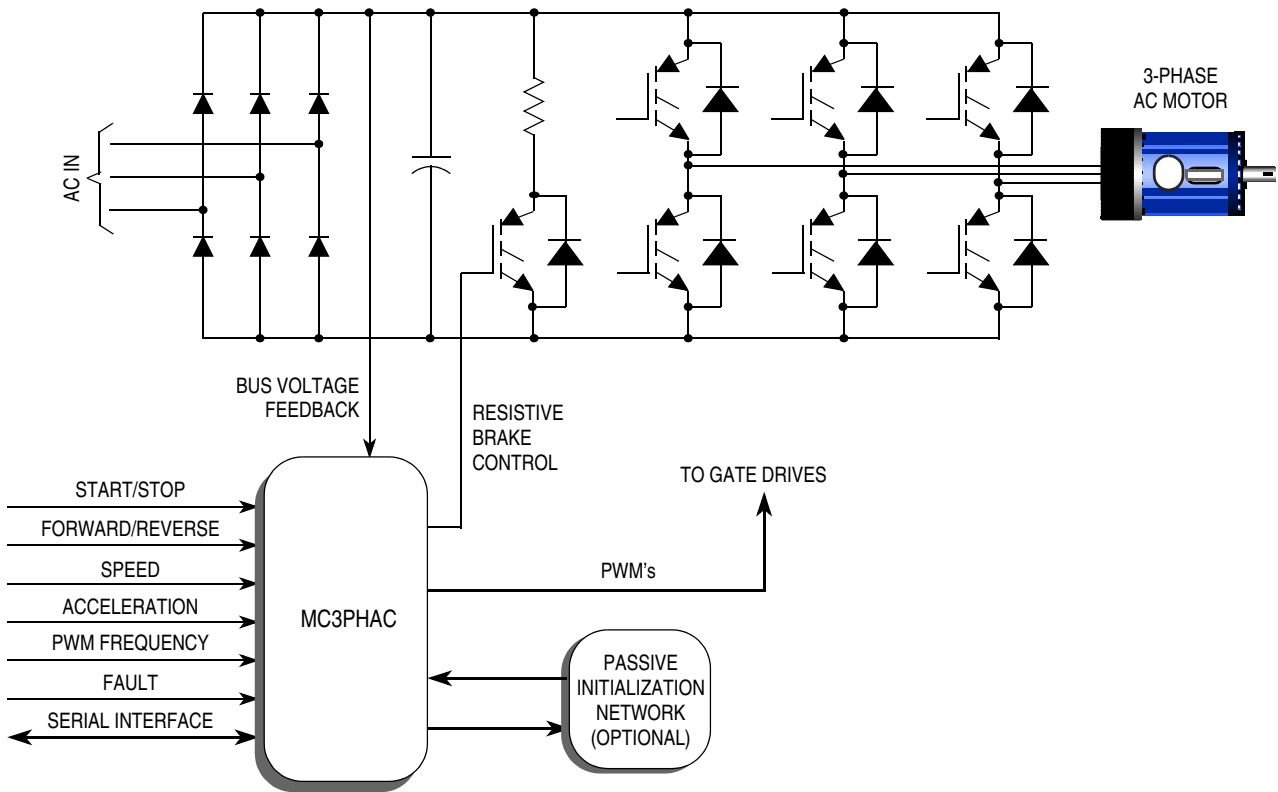 3-PHASE
AC MOTOR
AC IN
BUS VOLTAGE
FEEDBACK
RESISTIVE
BRAKE
CONTROL
TO GATE DRIVES
START/STOP
FORWARD/REVERSE
SPEED
ACCELERATION
PWM FREQUENCY
FAULT
SERIAL INTERFACE
MC3PHAC
PWM's
PASSIVE
INITIALIZATION
NETWORK
(OPTIONAL)